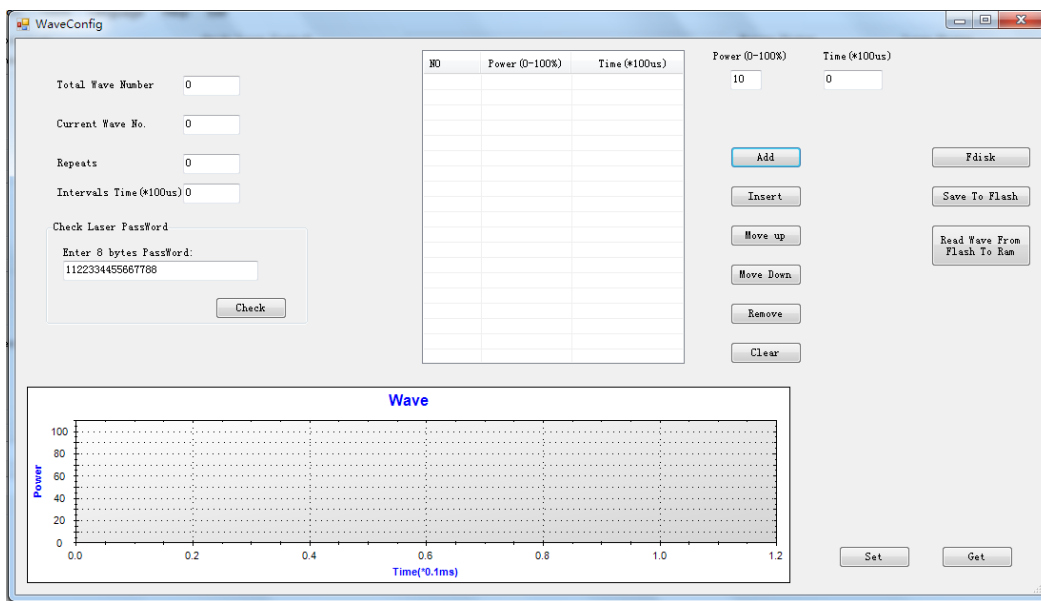 WaveConfig
Total Wave Number 0
Current Wave No. 0
Repeats 0
Intervals Time(*100us) 0
Check Laser PassWord
Enter 8 bytes PassWord:
1122334455667788
Check
NO Power(0-100%) Time(*100us)
Power(0-100%) Time(*100us)
10 0
Add
Insert
Move up
Move Down
Remove
Clear
Fdisk
Save To Flash
Read Wave From
Flash To Ram
Wave
Power
100
80
60
40
20
0
0.0 0.2 0.4 0.6 0.8 1.0 1.2
Time(*0.1ms)
Set Get